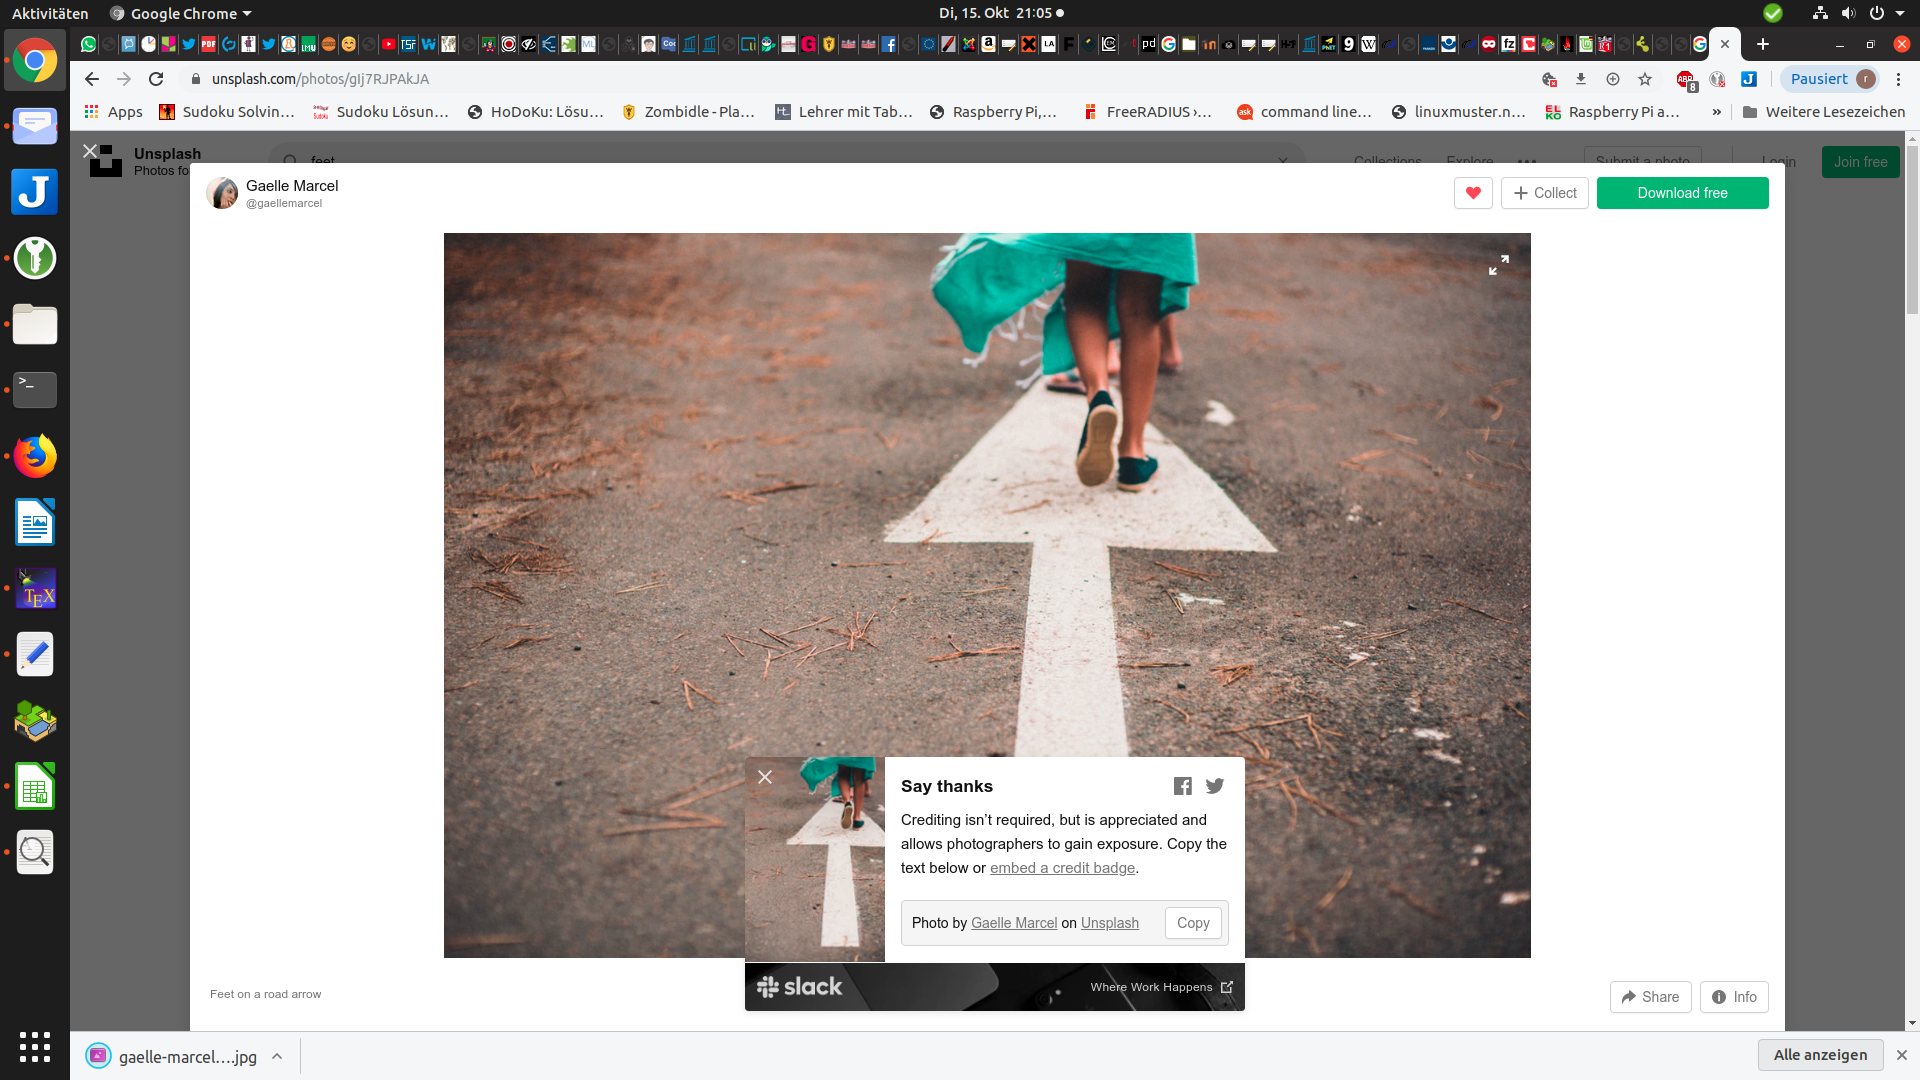 Aktivitäten
Google Chrome
Di, 15. Okt 21:05
unsplash.com/photos/gIj7RJPAkJA
ABP
8
Pausiert
r
Apps
Sudoku Solvin…
Sudoku Lösun…
HoDoKu: Lösu…
Zombidle - Pla…
Lehrer mit Tab…
Raspberry Pi,…
FreeRADIUS ›…
command line…
linuxmuster.n…
Raspberry Pi a…
»
Weitere Lesezeichen
Unsplash
Photos fo
feet
Collections
Explore
Submit a photo
Login
Join free
Gaelle Marcel
@gaellemarcel
Collect
Download free
Say thanks
Crediting isn’t required, but is appreciated and
allows photographers to gain exposure. Copy the
text below or embed a credit badge.
Photo by Gaelle Marcel on Unsplash
Copy
slack
Where Work Happens
Feet on a road arrow
Share
Info
gaelle-marcel….jpg
Alle anzeigen